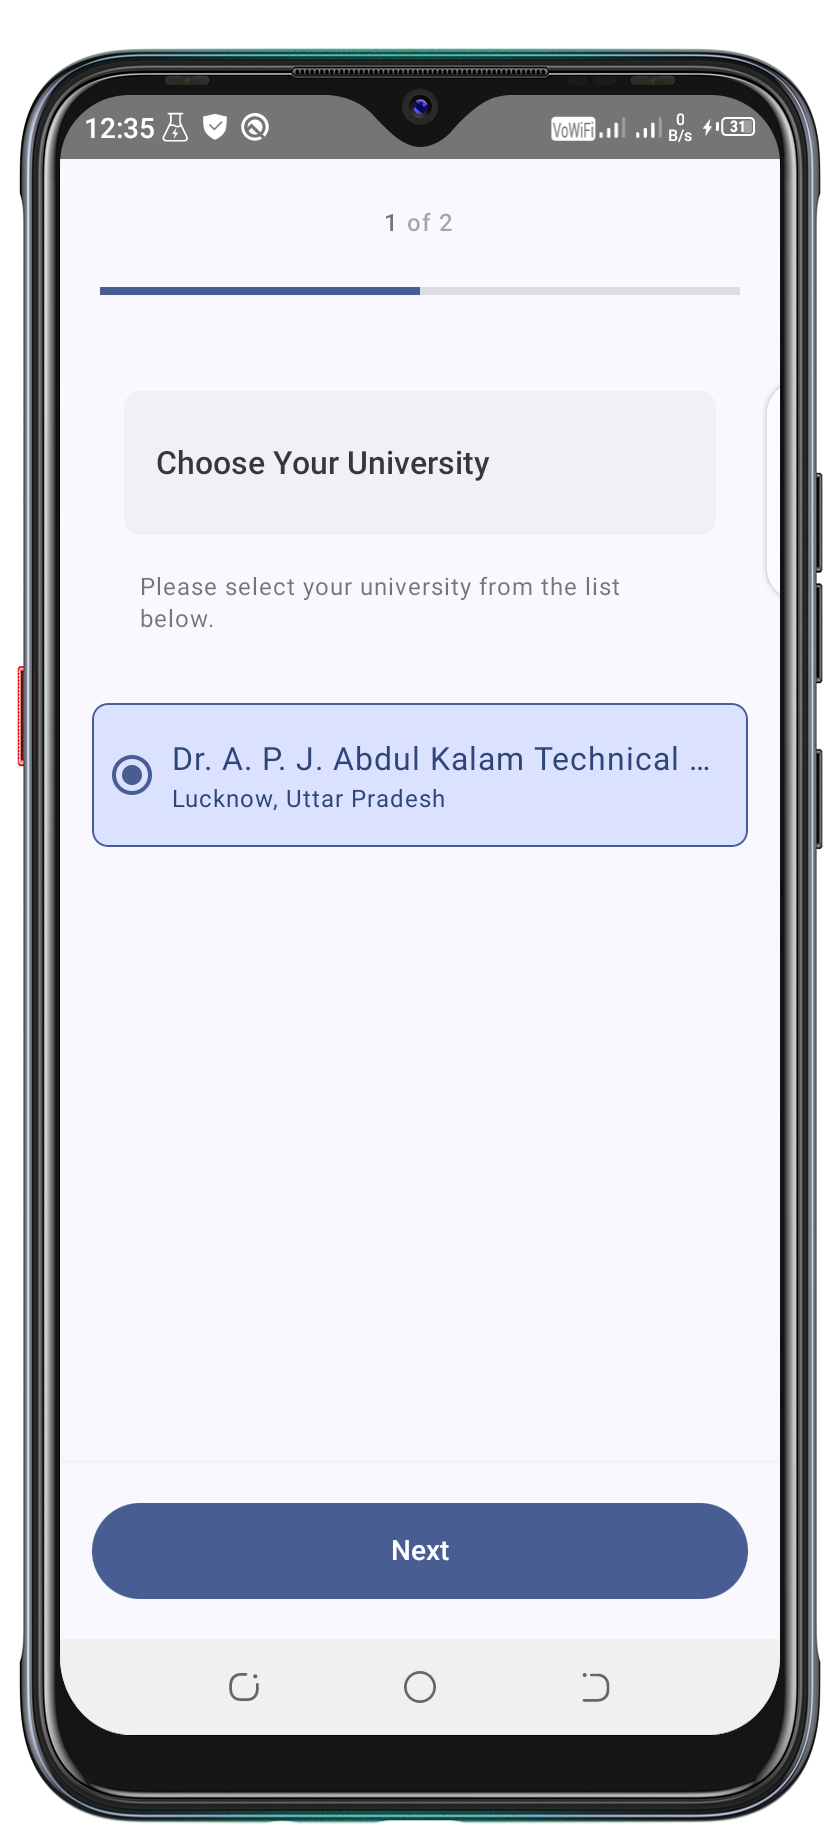 12:35 VoWiFi 0 B/s 31
1 of 2
Choose Your University
Please select your university from the list
below.
Dr. A. P. J. Abdul Kalam Technical ...
Lucknow, Uttar Pradesh
Next